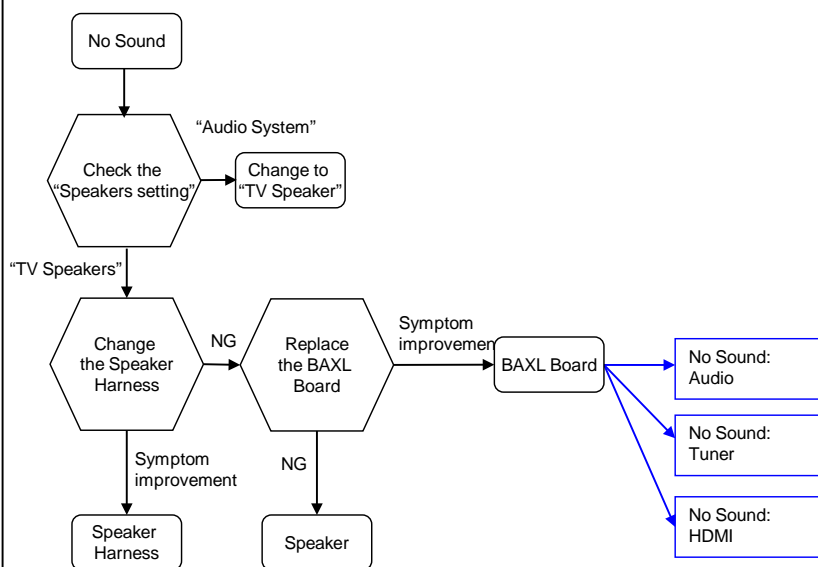 No Sound
“Audio System”
Check the
“Speakers setting”
Change to
“TV Speaker”
“TV Speakers”
Change
the Speaker
Harness
NG
Replace
the BAXL
Board
Symptom
improvemen
BAXL Board
No Sound:
Audio
No Sound:
Tuner
No Sound:
HDMI
Symptom
improvement
NG
Speaker
Harness
Speaker